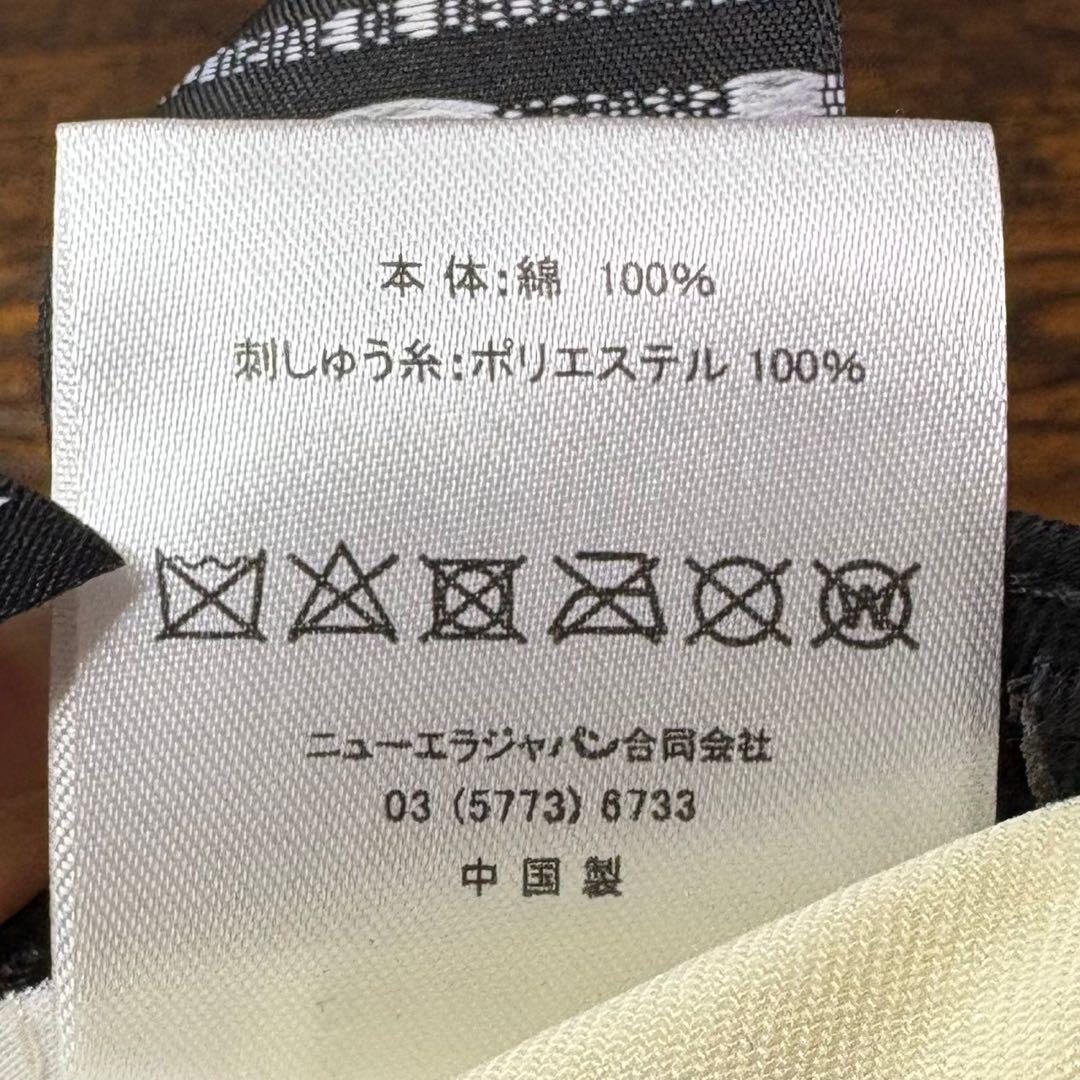 本体:綿 100%
刺しゅう糸:ポリエステル 100%
W
ニューエラジャパン合同会社
03 (5773) 6733
中国製